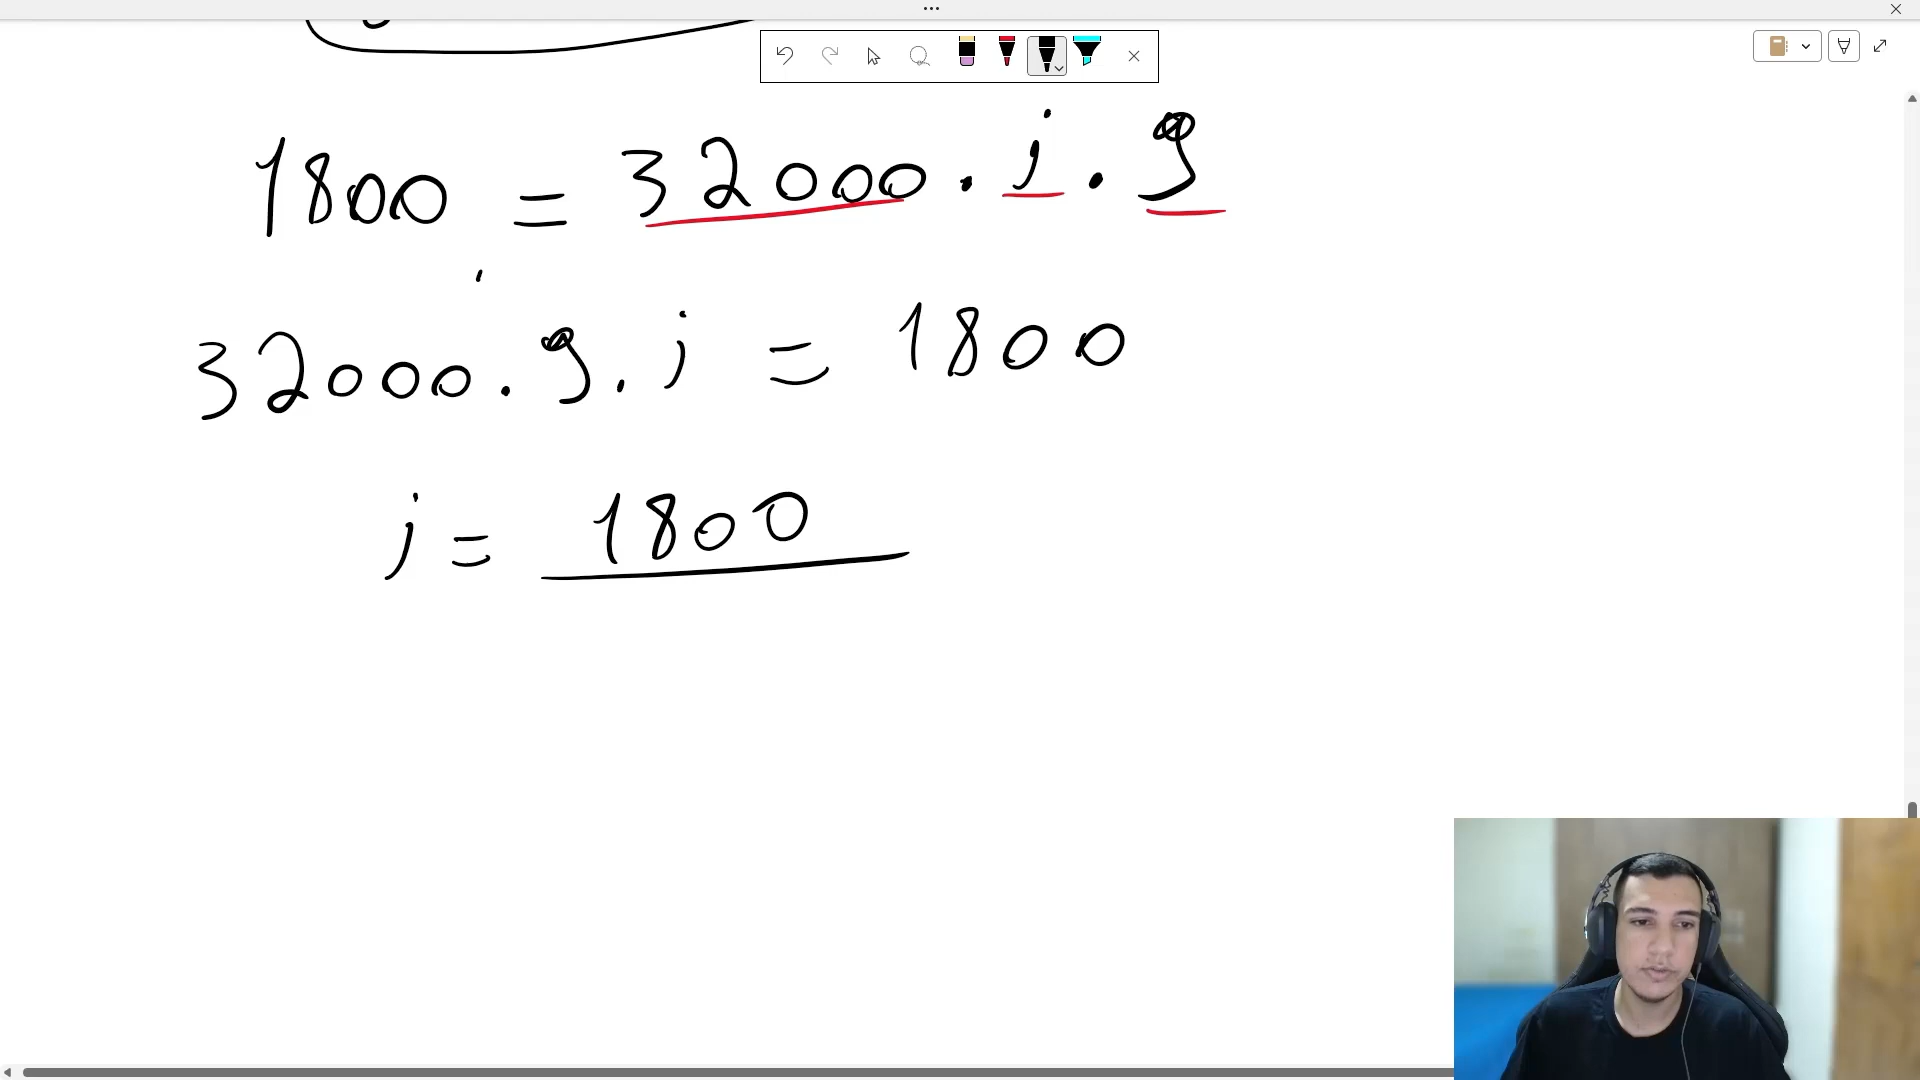 1800 = 32000 . i . 9
32000 . 9 . i = 1800
i = 1800